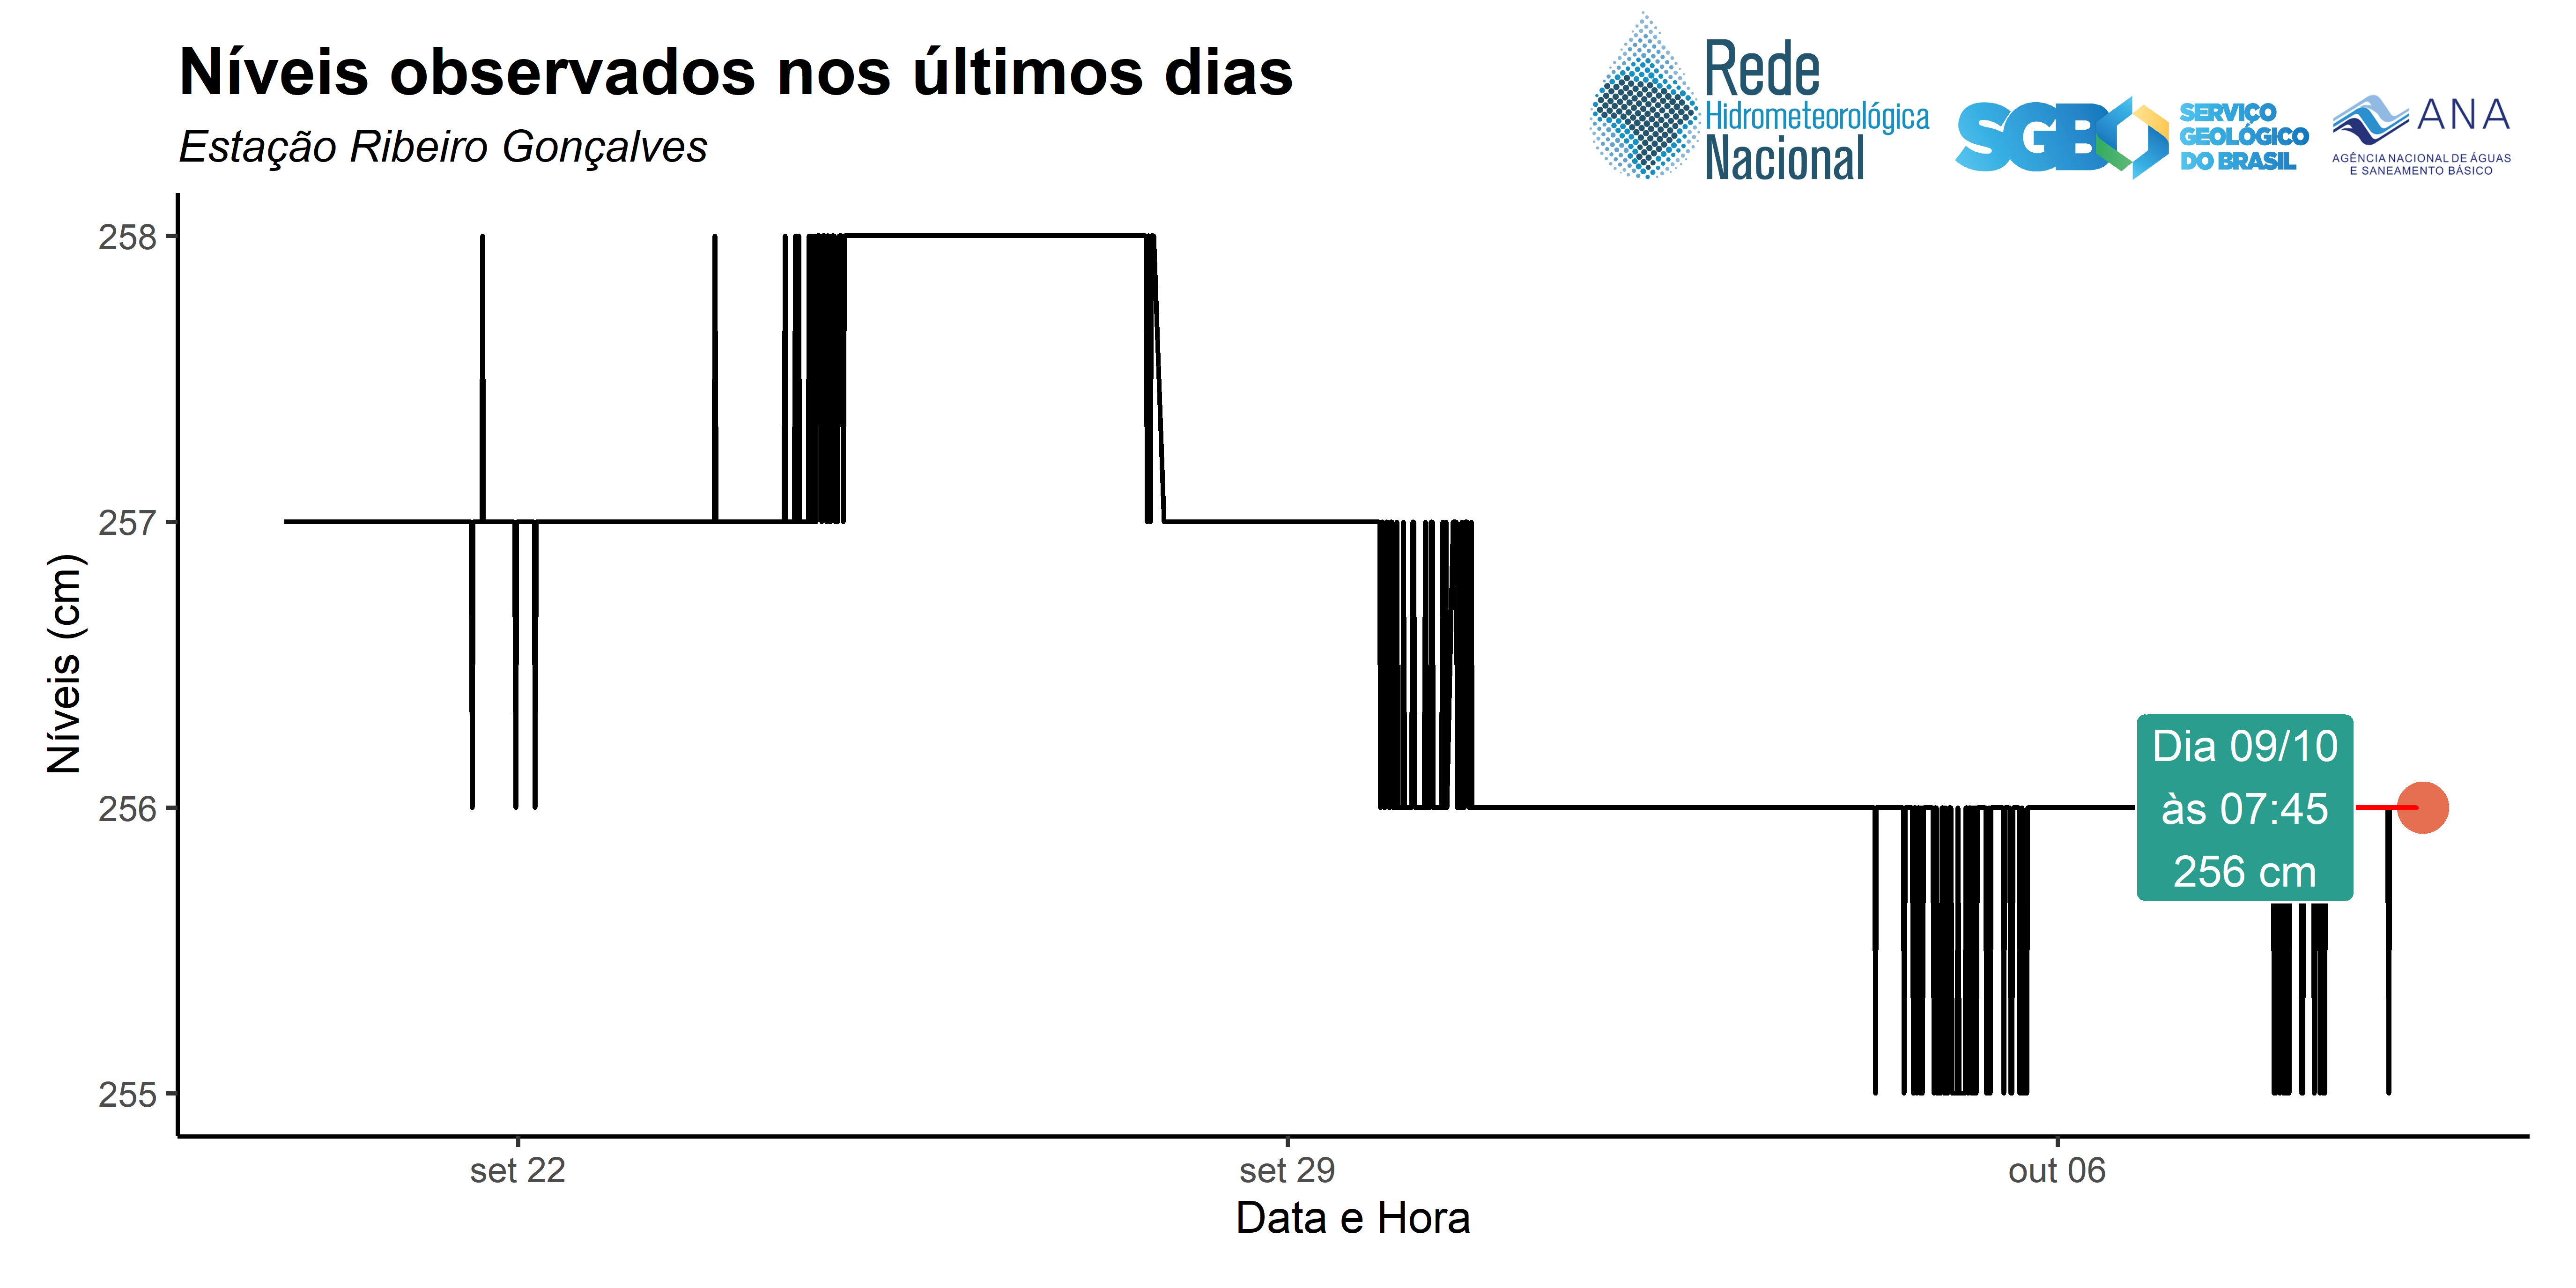 Níveis observados nos últimos dias
Estação Ribeiro Gonçalves
Rede
Hidrometeorológica
Nacional
SGB
SERVIÇO
GEOLÓGICO
DO BRASIL
ANA
AGÊNCIA NACIONAL DE ÁGUAS
E SANEAMENTO BÁSICO
Níveis (cm)
258
257
256
255
Dia 09/10
às 07:45
256 cm
set 22
set 29
out 06
Data e Hora